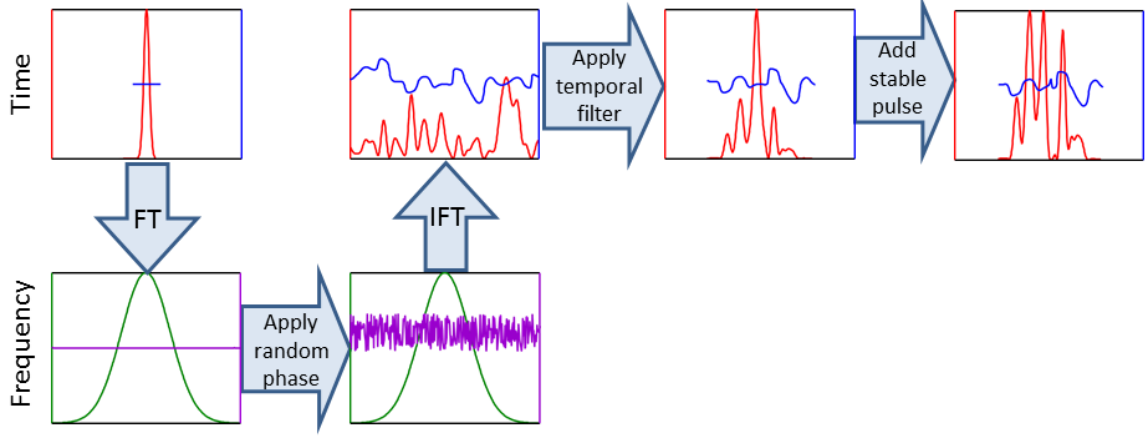 Time
Apply
temporal
filter
Add
stable
pulse
FT
IFT
Frequency
Apply
random
phase